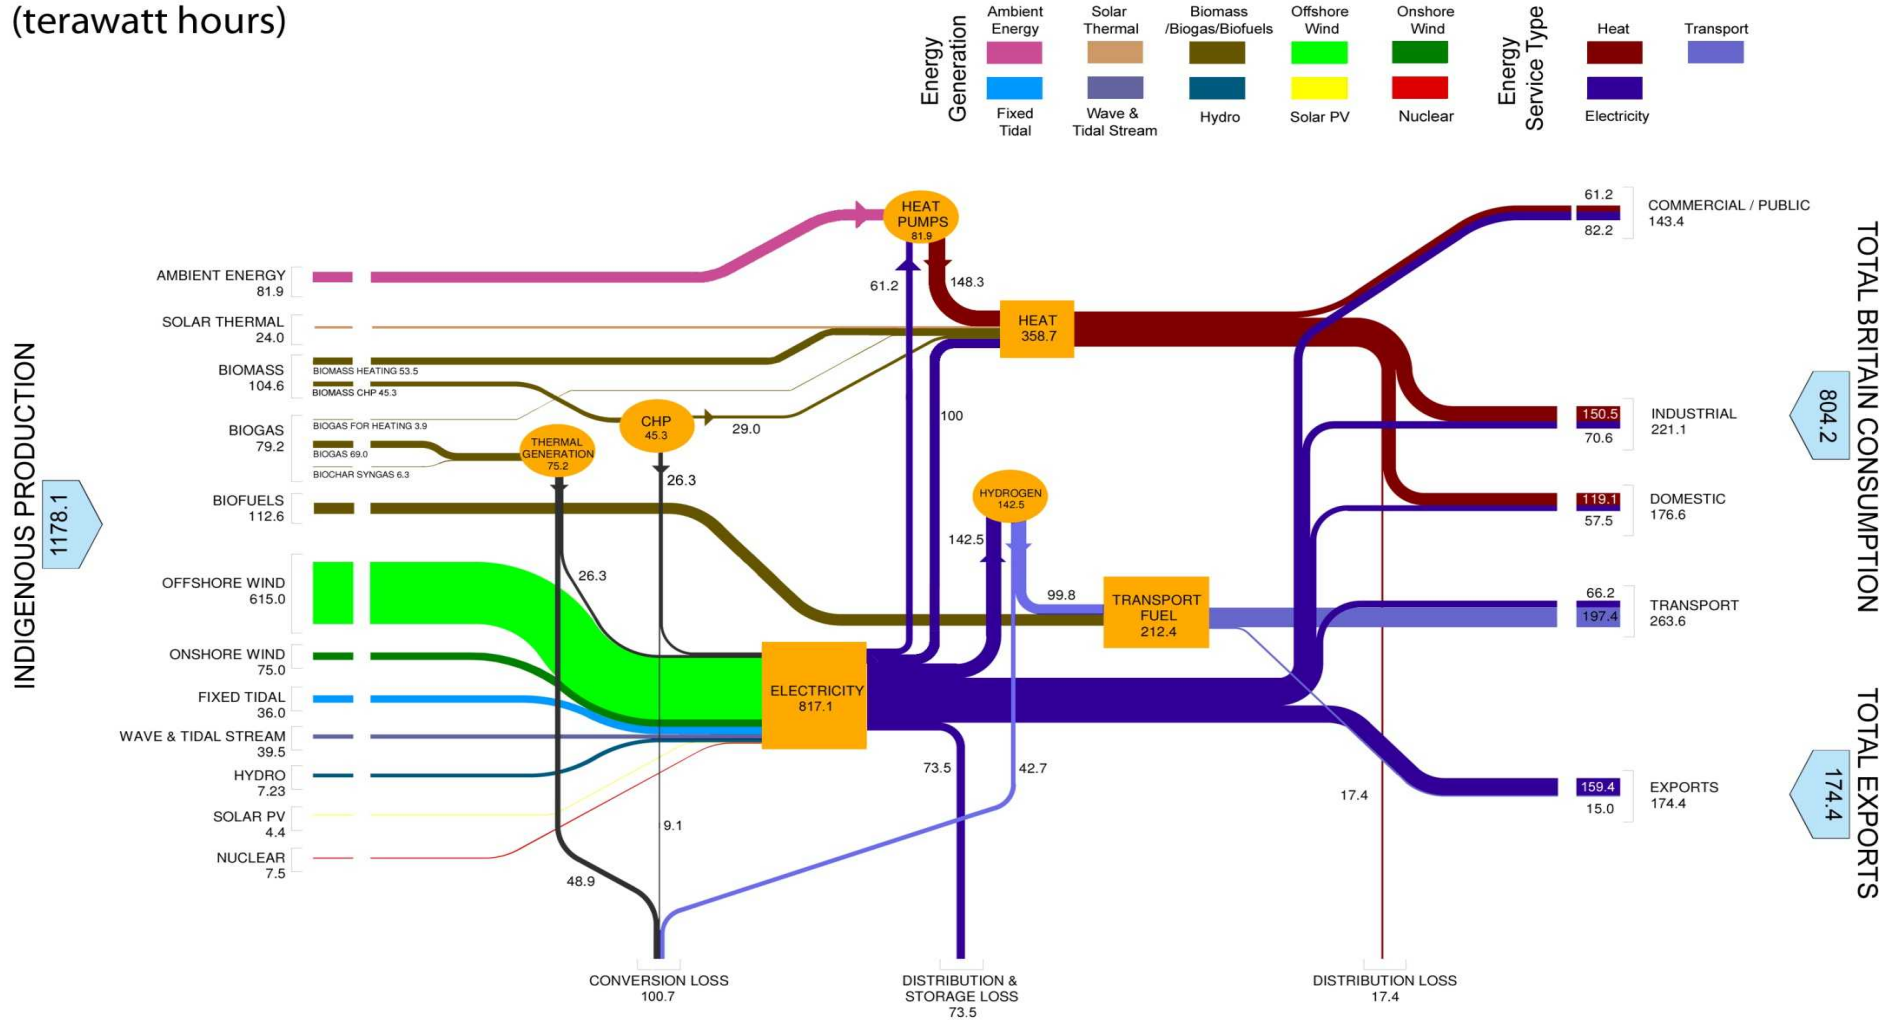 (terawatt hours)
Energy
Generation
Ambient
Energy
Solar
Thermal
Biomass
/Biogas/Biofuels
Offshore
Wind
Onshore
Wind
Fixed
Tidal
Wave &
Tidal Stream
Hydro
Solar PV
Nuclear
Energy
Service Type
Heat
Transport
Electricity
INDIGENOUS PRODUCTION
1178.1
AMBIENT ENERGY
81.9
SOLAR THERMAL
24.0
BIOMASS
104.6
BIOMASS HEATING 53.5
BIOMASS CHP 45.3
BIOGAS
79.2
BIOGAS FOR HEATING 3.9
BIOGAS 69.0
BIOCHAR SYNGAS 6.3
BIOFUELS
112.6
OFFSHORE WIND
615.0
ONSHORE WIND
75.0
FIXED TIDAL
36.0
WAVE & TIDAL STREAM
39.5
HYDRO
7.23
SOLAR PV
4.4
NUCLEAR
7.5
HEAT
PUMPS
81.9
61.2
148.3
HEAT
358.7
CHP
45.3
29.0
26.3
THERMAL
GENERATION
75.2
26.3
100
HYDROGEN
142.5
142.5
99.8
TRANSPORT
FUEL
212.4
ELECTRICITY
817.1
73.5
42.7
9.1
48.9
17.4
CONVERSION LOSS
100.7
DISTRIBUTION &
STORAGE LOSS
73.5
DISTRIBUTION LOSS
17.4
61.2
82.2
COMMERCIAL / PUBLIC
143.4
150.5
70.6
INDUSTRIAL
221.1
119.1
57.5
DOMESTIC
176.6
66.2
197.4
TRANSPORT
263.6
159.4
15.0
EXPORTS
174.4
TOTAL BRITAIN CONSUMPTION
804.2
TOTAL EXPORTS
174.4